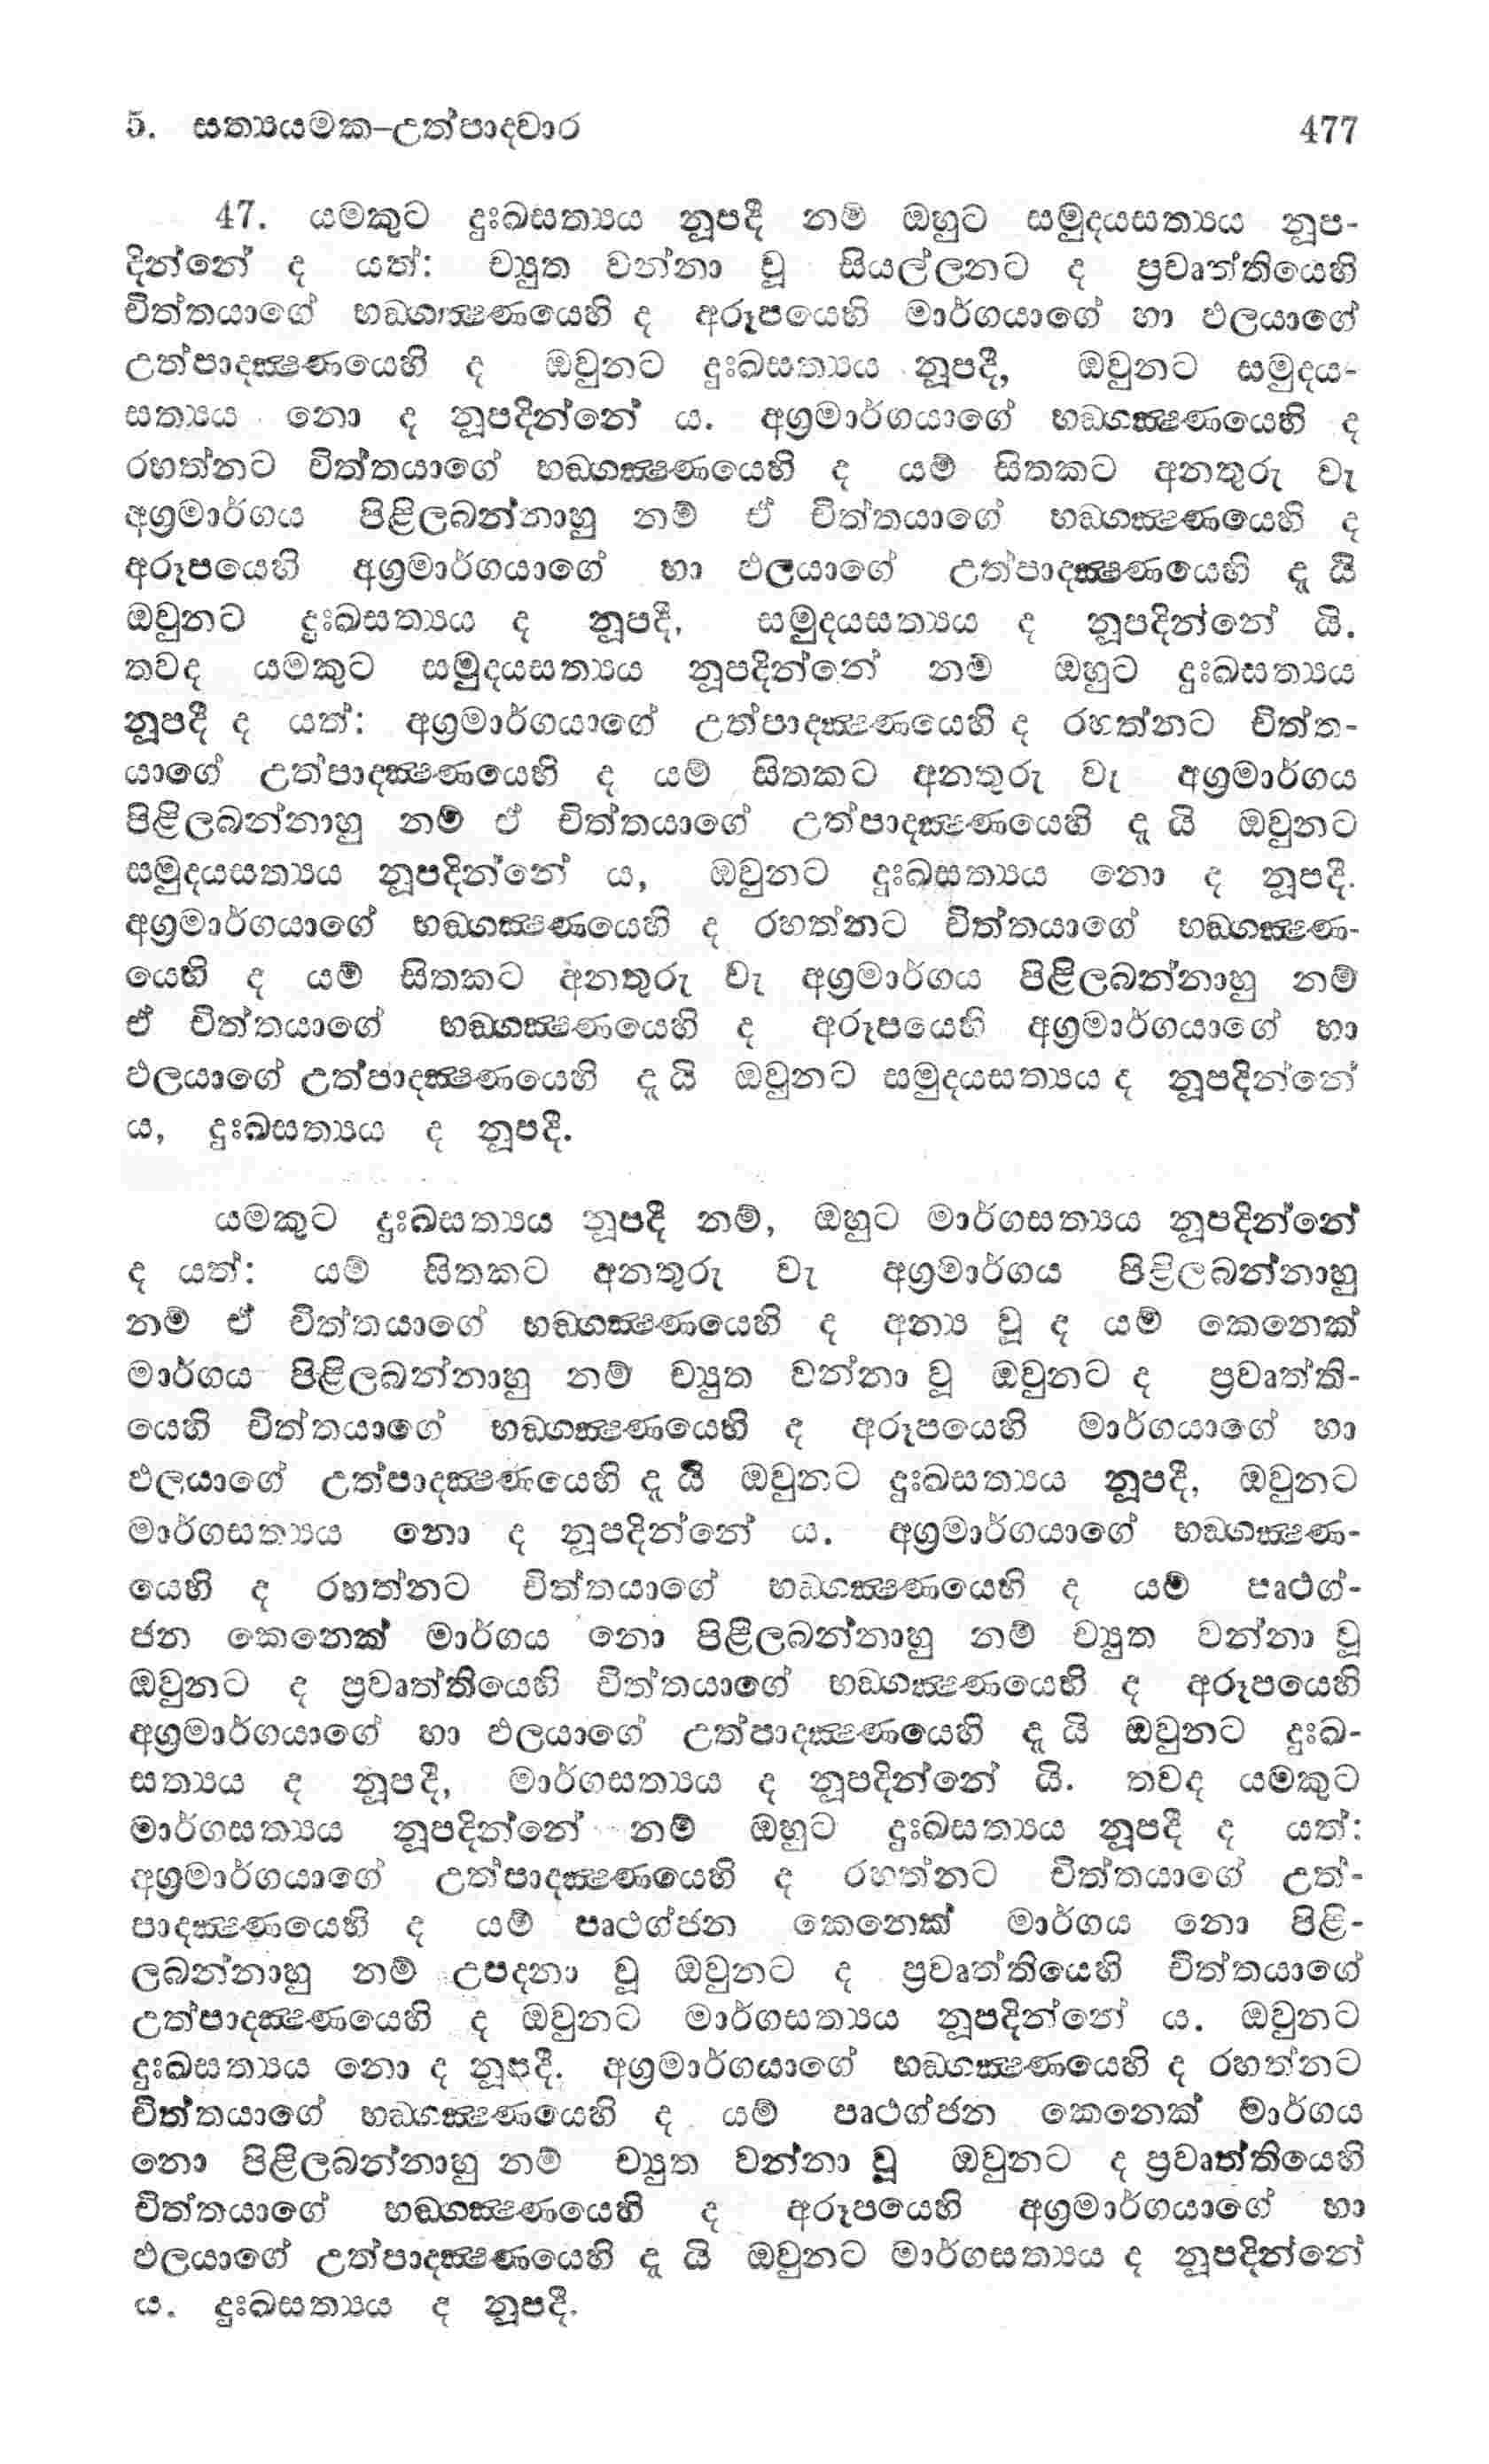 5. සත්‍යයමක–උත්පාදවාර 477
47. යමකුට දුඃඛසත්‍යය නූපදී නම් ඔහුට සමුදයසත්‍යය නූප-
දින්නේ ද යත්: ච්‍යුත වන්නා වූ සියල්ලනට ද ප්‍රවෘත්තියෙහි
චිත්තයාගේ භඞ්ගක්‍ෂණයෙහි ද අරූපයෙහි මාර්ගයාගේ හා ඵලයාගේ
උත්පාදක්‍ෂණයෙහි ද ඔවුනට දුඃඛසත්‍යය නූපදී, ඔවුනට සමුදය-
සත්‍යය නො ද නූපදින්නේ ය. අග්‍රමාර්ගයාගේ භඞ්ගක්‍ෂණයෙහි ද
රහත්නට චිත්තයාගේ භඞ්ගක්‍ෂණයෙහි ද යම් සිතකට අනතුරු වැ
අග්‍රමාර්ගය පිළිලබන්නාහු නම් ඒ චිත්තයාගේ භඞ්ගක්‍ෂණයෙහි ද
අරූපයෙහි අග්‍රමාර්ගයාගේ හා ඵලයාගේ උත්පාදක්‍ෂණයෙහි දැ යි
ඔවුනට දුඃඛසත්‍යය ද නූපදී, සමුදයසත්‍යය ද නූපදින්නේ යි.
තවද යමකුට සමුදයසත්‍යය නූපදින්නේ නම් ඔහුට දුඃඛසත්‍යය
නූපදී ද යත්: අග්‍රමාර්ගයාගේ උත්පාදක්‍ෂණයෙහි ද රහත්නට චිත්ත-
යාගේ උත්පාදක්‍ෂණයෙහි ද යම් සිතකට අනතුරු වැ අග්‍රමාර්ගය
පිළිලබන්නාහු නම් ඒ චිත්තයාගේ උත්පාදක්‍ෂණයෙහි දැ යි ඔවුනට
සමුදයසත්‍යය නූපදින්නේ ය, ඔවුනට දුඃඛසත්‍යය නො ද නූපදී.
අග්‍රමාර්ගයාගේ භඞ්ගක්‍ෂණයෙහි ද රහත්නට චිත්තයාගේ භඞ්ගක්‍ෂණ-
යෙහි ද යම් සිතකට අනතුරු වැ අග්‍රමාර්ගය පිළිලබන්නාහු නම්
ඒ චිත්තයාගේ භඞ්ගක්‍ෂණයෙහි ද අරූපයෙහි අග්‍රමාර්ගයාගේ හා
ඵලයාගේ උත්පාදක්‍ෂණයෙහි දැ යි ඔවුනට සමුදයසත්‍යය ද නූපදින්නේ
ය, දුඃඛසත්‍යය ද නූපදී.
යමකුට දුඃඛසත්‍යය නූපදී නම්, ඔහුට මාර්ගසත්‍යය නූපදින්නේ
ද යත්: යම් සිතකට අනතුරු වැ අග්‍රමාර්ගය පිළිලබන්නාහු
නම් ඒ චිත්තයාගේ භඞ්ගක්‍ෂණයෙහි ද අන්‍ය වූ ද යම් කෙනෙක්
මාර්ගය පිළිලබන්නාහු නම් ච්‍යුත වන්නා වූ ඔවුනට ද ප්‍රවෘත්ති-
යෙහි චිත්තයාගේ භඞ්ගක්‍ෂණයෙහි ද අරූපයෙහි මාර්ගයාගේ හා
ඵලයාගේ උත්පාදක්‍ෂණයෙහි දැ යි ඔවුනට දුඃඛසත්‍යය නූපදී, ඔවුනට
මාර්ගසත්‍යය නො ද නූපදින්නේ ය. අග්‍රමාර්ගයාගේ භඞ්ගක්‍ෂණ-
යෙහි ද රහත්නට චිත්තයාගේ භඞ්ගක්‍ෂණයෙහි ද යම් පෘථග්-
ජන කෙනෙක් මාර්ගය නො පිළිලබන්නාහු නම් ච්‍යුත වන්නා වූ
ඔවුනට ද ප්‍රවෘත්තියෙහි චිත්තයාගේ භඞ්ගක්‍ෂණයෙහි ද අරූපයෙහි
අග්‍රමාර්ගයාගේ හා ඵලයාගේ උත්පාදක්‍ෂණයෙහි දැ යි ඔවුනට දුඃඛ-
සත්‍යය ද නූපදී, මාර්ගසත්‍යය ද නූපදින්නේ යි. තවද යමකුට
මාර්ගසත්‍යය නූපදින්නේ නම් ඔහුට දුඃඛසත්‍යය නූපදී ද යත්:
අග්‍රමාර්ගයාගේ උත්පාදක්‍ෂණයෙහි ද රහත්නට චිත්තයාගේ උත්-
පාදක්‍ෂණයෙහි ද යම් පෘථග්ජන කෙනෙක් මාර්ගය නො පිළි-
ලබන්නාහු නම් උපදනා වූ ඔවුනට ද ප්‍රවෘත්තියෙහි චිත්තයාගේ
උත්පාදක්‍ෂණයෙහි ද ඔවුනට මාර්ගසත්‍යය නූපදින්නේ ය. ඔවුනට
දුඃඛසත්‍යය නො ද නූපදී. අග්‍රමාර්ගයාගේ භඞ්ගක්‍ෂණයෙහි ද රහත්නට
චිත්තයාගේ භඞ්ගක්‍ෂණයෙහි ද යම් පෘථග්ජන කෙනෙක් මාර්ගය
නො පිළිලබන්නාහු නම් ච්‍යුත වන්නා වූ ඔවුනට ද ප්‍රවෘත්තියෙහි
චිත්තයාගේ භඞ්ගක්‍ෂණයෙහි ද අරූපයෙහි අග්‍රමාර්ගයාගේ හා
ඵලයාගේ උත්පාදක්‍ෂණයෙහි දැ යි ඔවුනට මාර්ගසත්‍යය ද නූපදින්නේ
ය. දුඃඛසත්‍යය ද නූපදී.